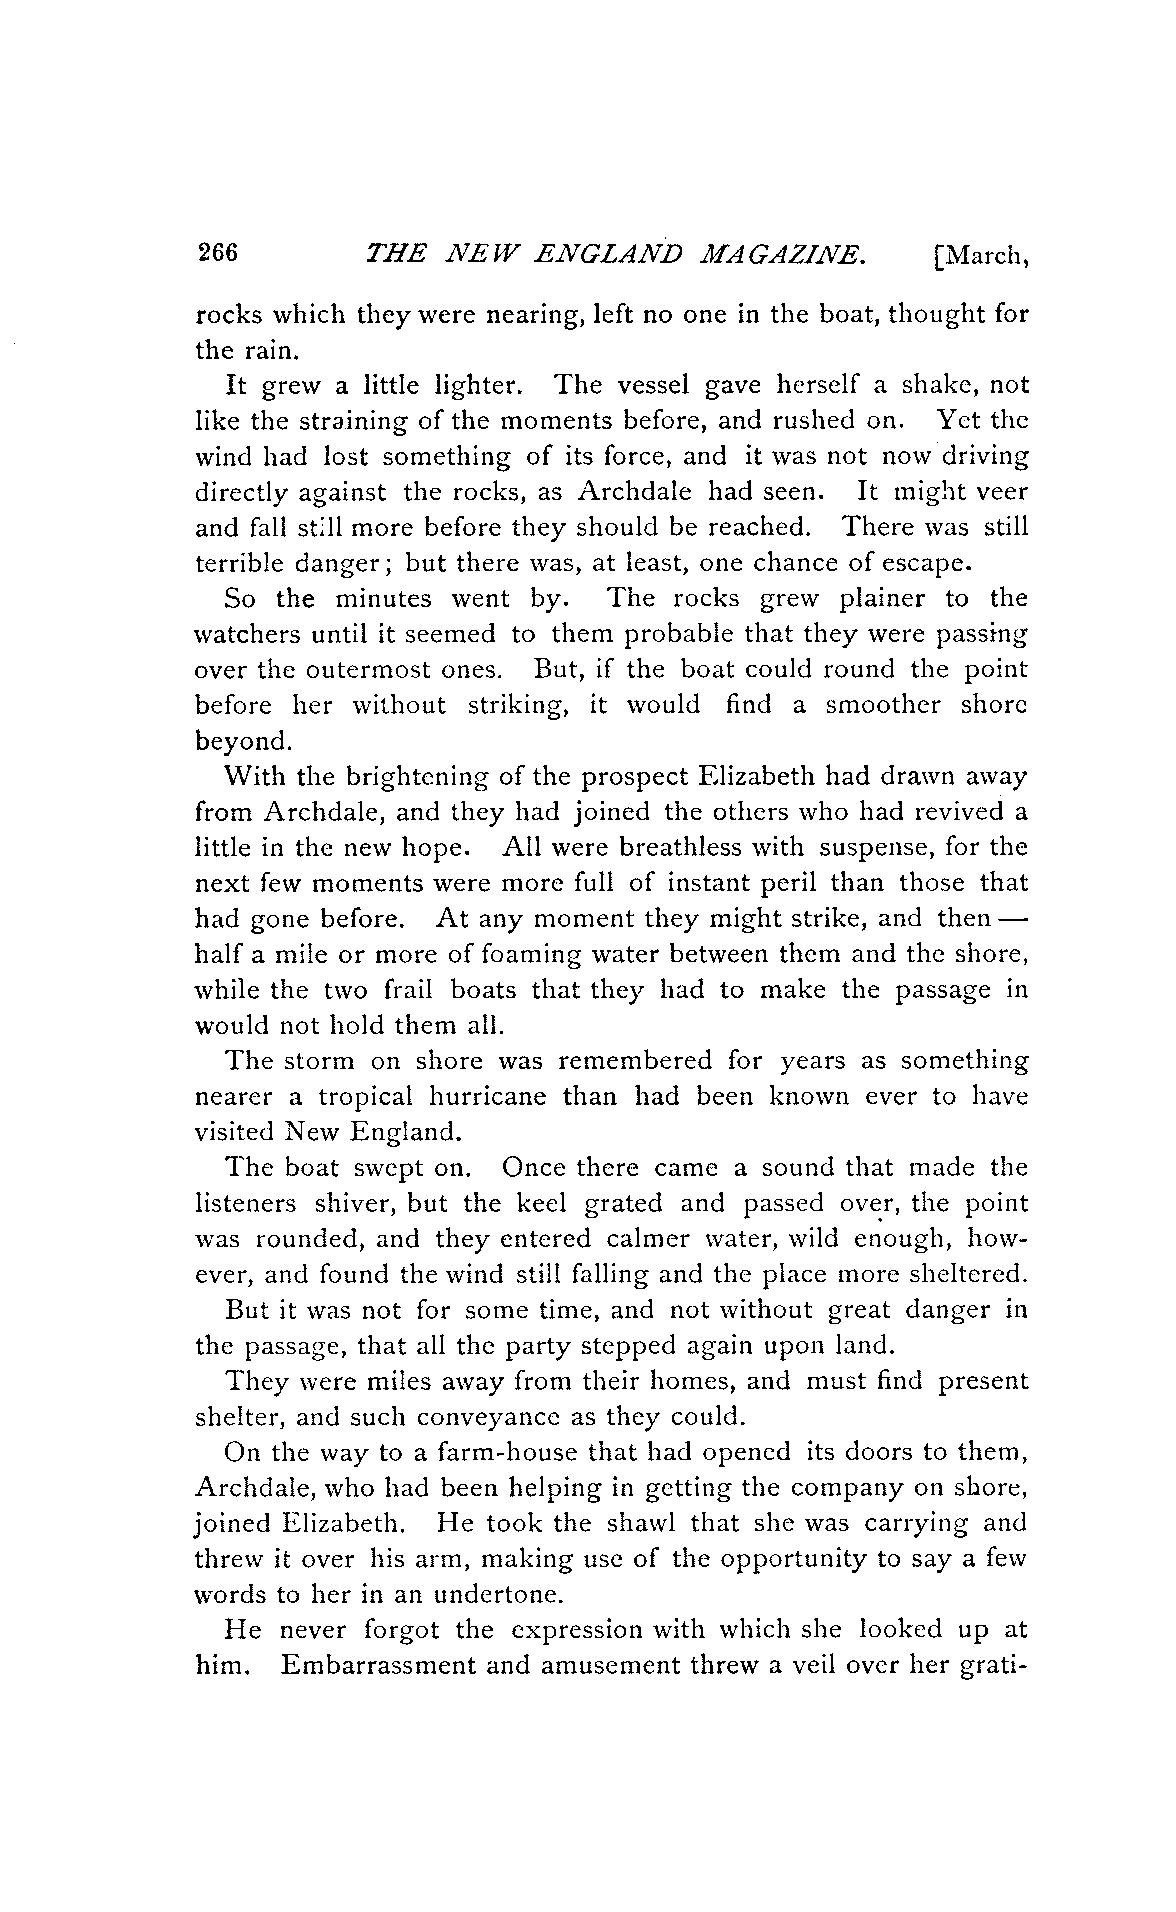 266 THE NEW ENGLAND MAGAZINE. [March,
rocks which they were nearing, left no one in the boat, thought for
the rain.
It grew a little lighter. The vessel gave herself a shake, not
like the straining of the moments before, and rushed on. Yet the
wind had lost something of its force, and it was not now driving
directly against the rocks, as Archdale had seen. It might veer
and fall still more before they should be reached. There was still
terrible danger; but there was, at least, one chance of escape.
So the minutes went by. The rocks grew plainer to the
watchers until it seemed to them probable that they were passing
over the outermost ones. But, if the boat could round the point
before her without striking, it would find a smoother shore
beyond.
With the brightening of the prospect Elizabeth had drawn away
from Archdale, and they had joined the others who had revived a
little in the new hope. All were breathless with suspense, for the
next few moments were more full of instant peril than those that
had gone before. At any moment they might strike, and then —
half a mile or more of foaming water between them and the shore,
while the two frail boats that they had to make the passage in
would not hold them all.
The storm on shore was remembered for years as something
nearer a tropical hurricane than had been known ever to have
visited New England.
The boat swept on. Once there came a sound that made the
listeners shiver, but the keel grated and passed over, the point
was rounded, and they entered calmer water, wild enough, how-
ever, and found the wind still falling and the place more sheltered.
But it was not for some time, and not without great danger in
the passage, that all the party stepped again upon land.
They were miles away from their homes, and must find present
shelter, and such conveyance as they could.
On the way to a farm-house that had opened its doors to them,
Archdale, who had been helping in getting the company on shore,
joined Elizabeth. He took the shawl that she was carrying and
threw it over his arm, making use of the opportunity to say a few
words to her in an undertone.
He never forgot the expression with which she looked up at
him. Embarrassment and amusement threw a veil over her grati-